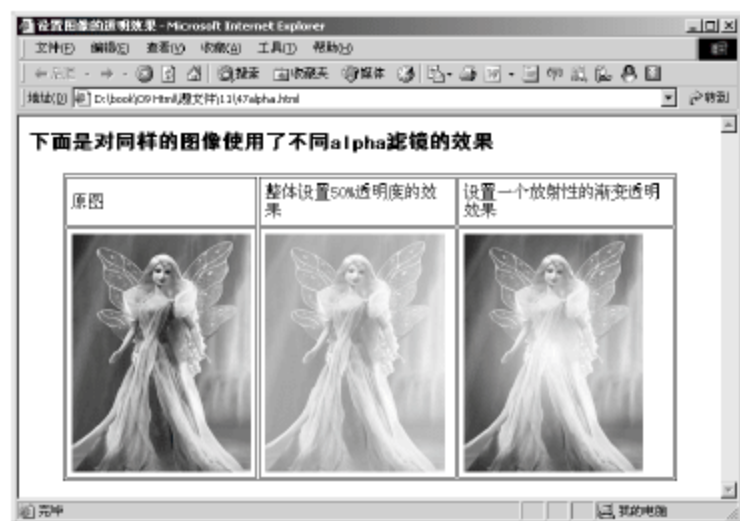 设置图像的透明效果 - Microsoft Internet Explorer
文件(F) 编辑(E) 查看(V) 收藏(A) 工具(T) 帮助(H)
后退 搜索 收藏夹 媒体
地址(D) D:\book\09 Html\源文件\11\47alpha.html 转到
下面是对同样的图像使用了不同alpha滤镜的效果
原图
整体设置50%透明度的效
果
设置一个放射性的渐变透明
效果
完毕 我的电脑